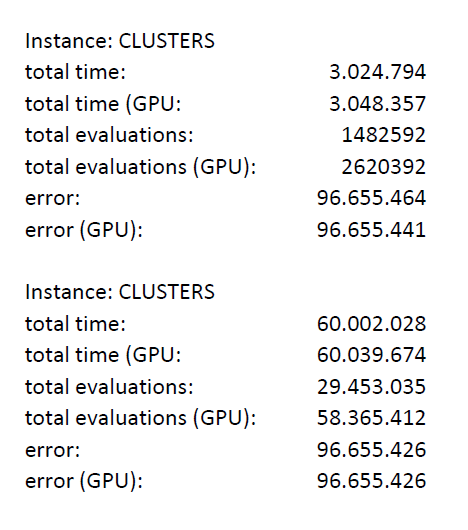 Instance: CLUSTERS
total time: 3.024.794
total time (GPU: 3.048.357
total evaluations: 1482592
total evaluations (GPU): 2620392
error: 96.655.464
error (GPU): 96.655.441
Instance: CLUSTERS
total time: 60.002.028
total time (GPU: 60.039.674
total evaluations: 29.453.035
total evaluations (GPU): 58.365.412
error: 96.655.426
error (GPU): 96.655.426